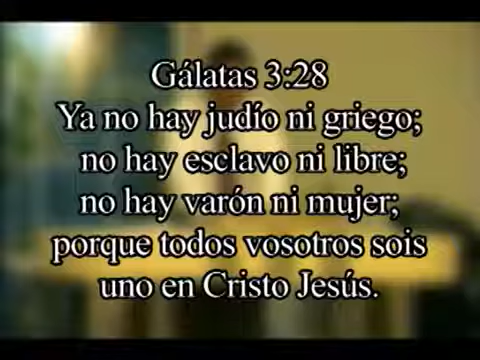 Gálatas 3:28
Ya no hay judío ni griego;
no hay esclavo ni libre;
no hay varón ni mujer;
porque todos vosotros sois
uno en Cristo Jesús.